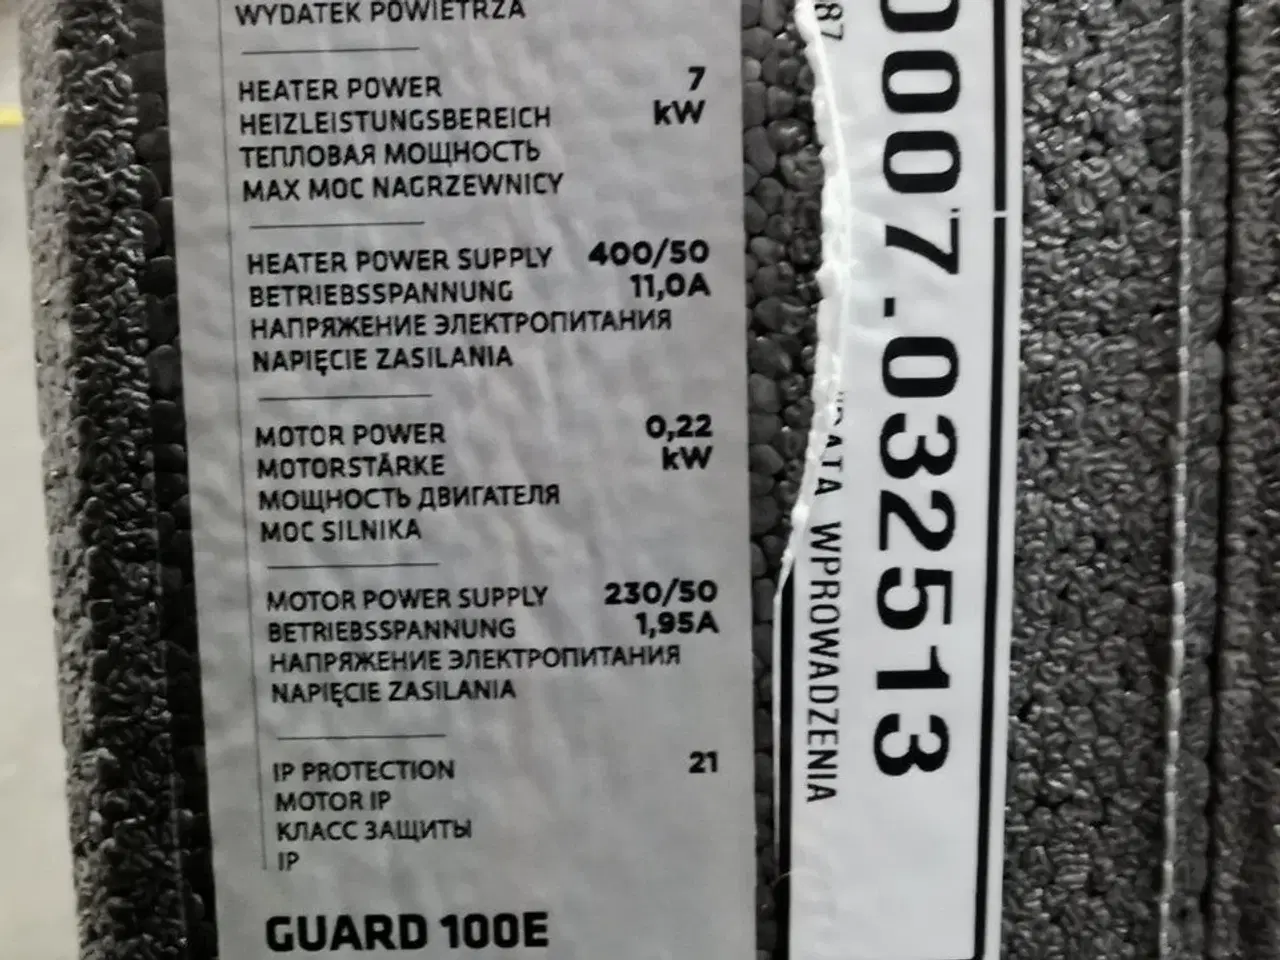 WYDATEK POWIETRZA
HEATER POWER 7
HEIZLEISTUNGSBEREICH kW
ТЕПЛОВАЯ МОЩНОСТЬ
MAX MOC NAGRZEWNICY
HEATER POWER SUPPLY 400/50
BETRIEBSSPANNUNG 11,0A
НАПРЯЖЕНИЕ ЭЛЕКТРОПИТАНИЯ
NAPIĘCIE ZASILANIA
MOTOR POWER 0,22
MOTORSTÄRKE kW
МОЩНОСТЬ ДВИГАТЕЛЯ
MOC SILNIKA
MOTOR POWER SUPPLY 230/50
BETRIEBSSPANNUNG 1,95A
НАПРЯЖЕНИЕ ЭЛЕКТРОПИТАНИЯ
NAPIĘCIE ZASILANIA
IP PROTECTION 21
MOTOR IP
КЛАСС ЗАЩИТЫ
IP
GUARD 100E
0007.032513
87
DATA WPROWADZENIA